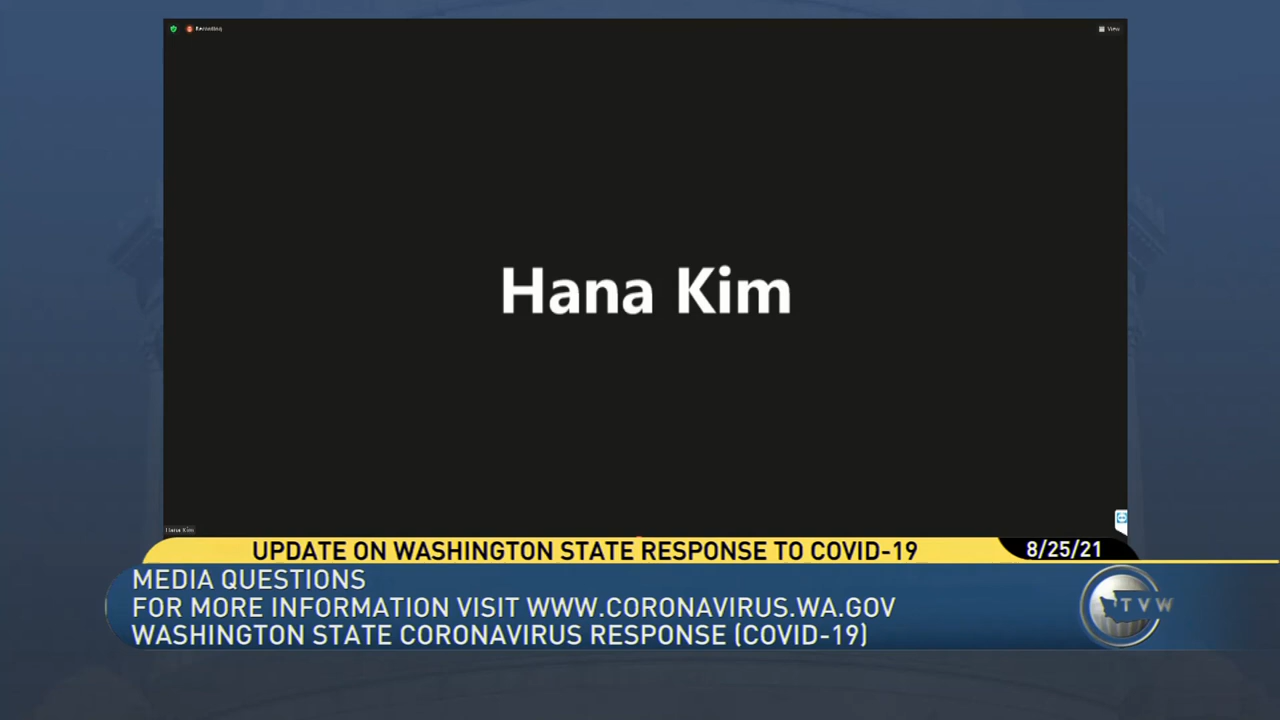 Recording
View
Hana Kim
Hana Kim
UPDATE ON WASHINGTON STATE RESPONSE TO COVID-19
8/25/21
MEDIA QUESTIONS
FOR MORE INFORMATION VISIT WWW.CORONAVIRUS.WA.GOV
WASHINGTON STATE CORONAVIRUS RESPONSE (COVID-19)
TVW